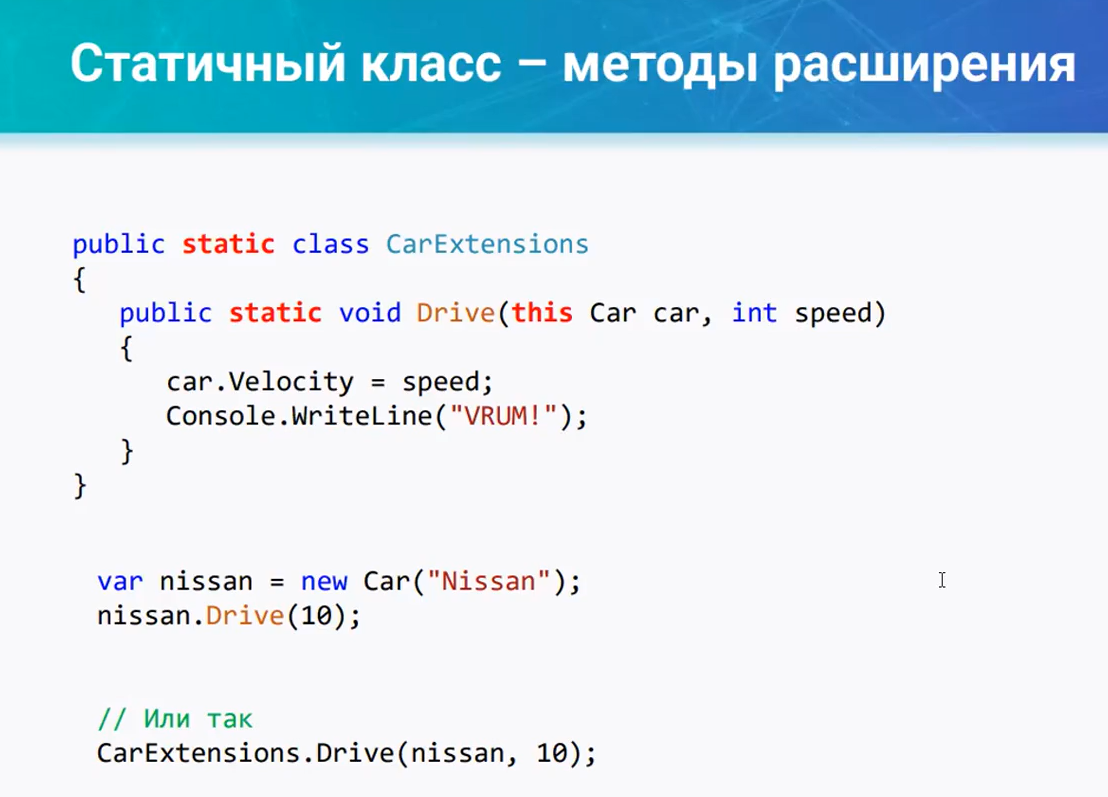 Статичный класс – методы расширения
public static class CarExtensions
{
public static void Drive(this Car car, int speed)
{
car.Velocity = speed;
Console.WriteLine("VRUM!");
}
}
var nissan = new Car("Nissan");
nissan.Drive(10);
// Или так
CarExtensions.Drive(nissan, 10);